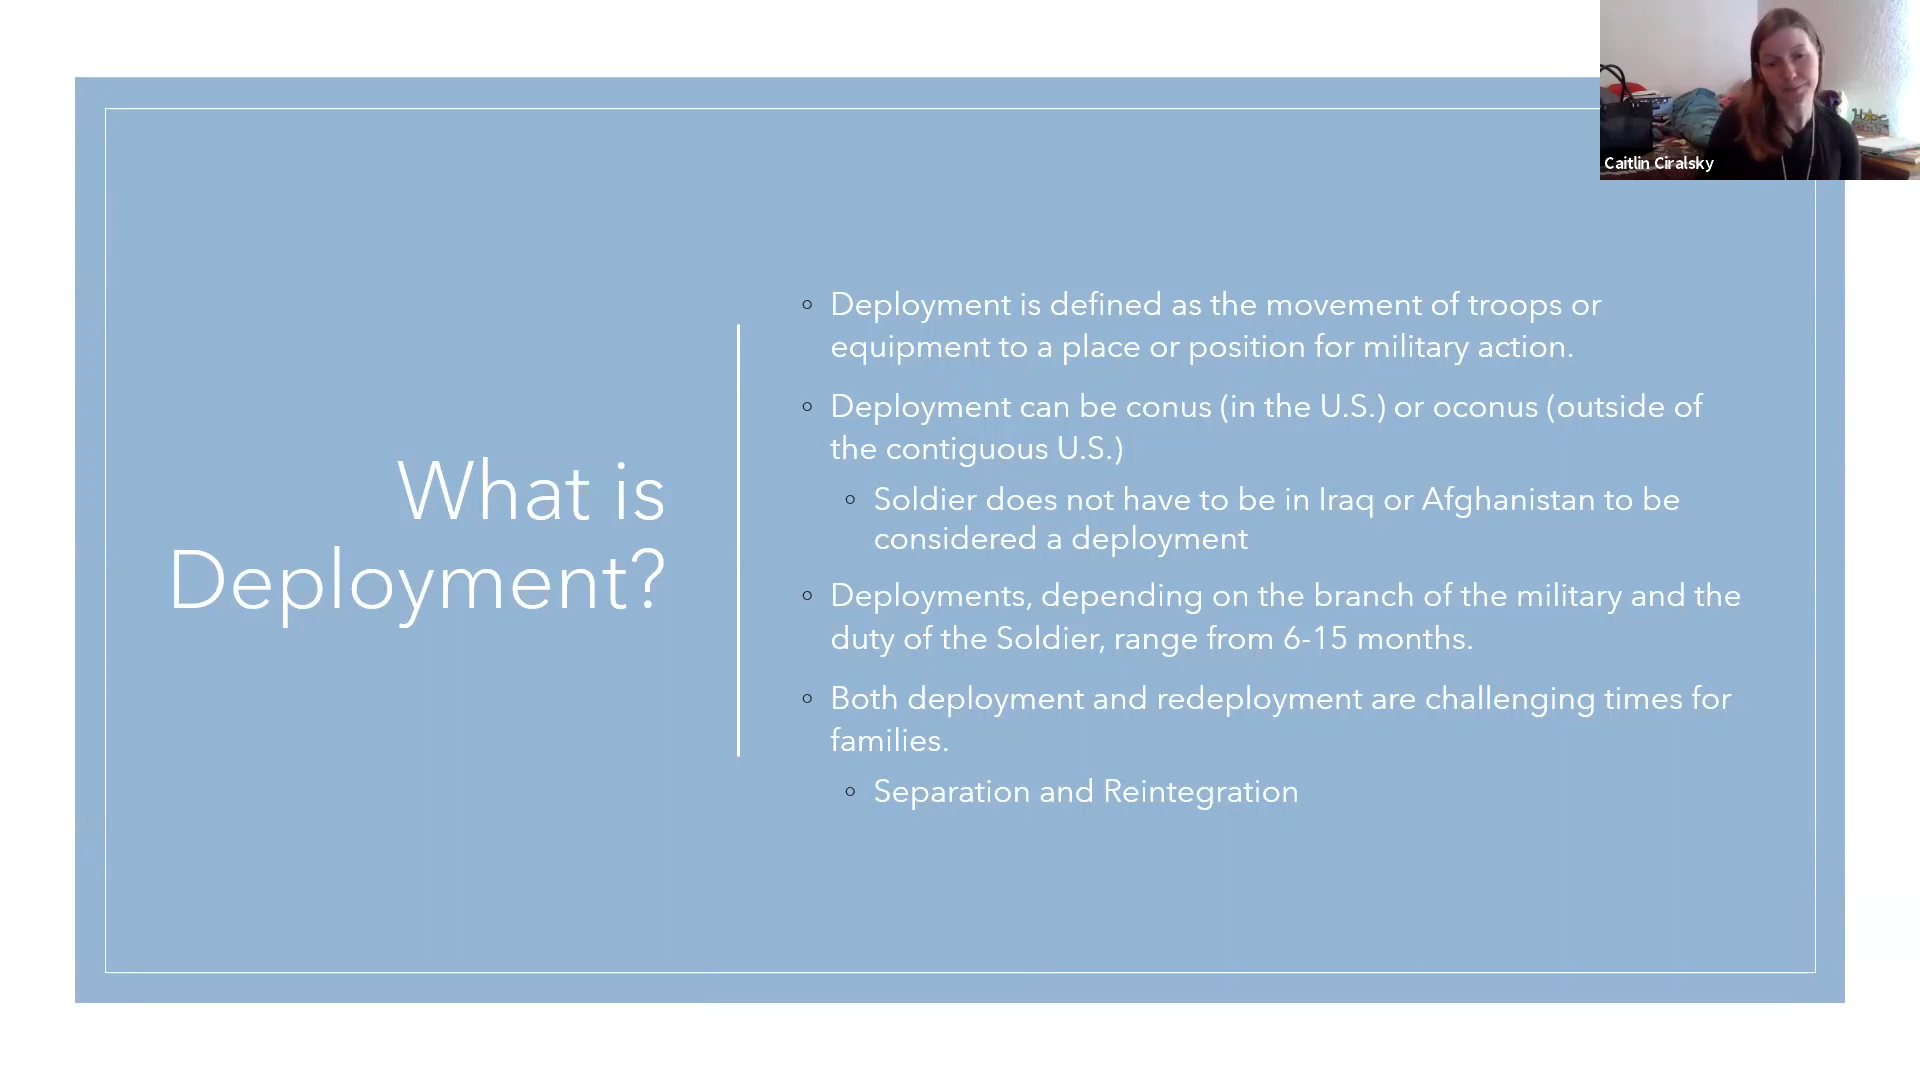 What is
Deployment?
Deployment is defined as the movement of troops or
equipment to a place or position for military action.
Deployment can be conus (in the U.S.) or oconus (outside of
the contiguous U.S.)
Soldier does not have to be in Iraq or Afghanistan to be
considered a deployment
Deployments, depending on the branch of the military and the
duty of the Soldier, range from 6-15 months.
Both deployment and redeployment are challenging times for
families.
Separation and Reintegration
Caitlin Ciralsky
Hope